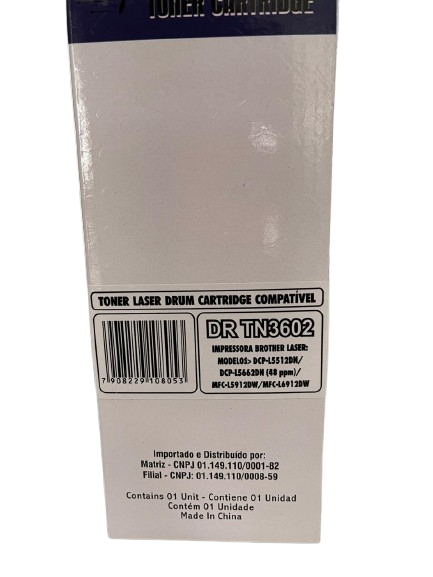 TONER CARTRIDGE
TONER LASER DRUM CARTRIDGE COMPATÍVEL
7 908229 108053
DR TN3602
IMPRESSORA BROTHER LASER:
MODELOS> DCP-L5512DN/
DCP-L5662DN (48 ppm)/
MFC-L5912DW/MFC-L6912DW
Importado e Distribuído por:
Matriz - CNPJ 01.149.110/0001-82
Filial - CNPJ: 01.149.110/0008-59
Contains 01 Unit - Contiene 01 Unidad
Contém 01 Unidade
Made In China